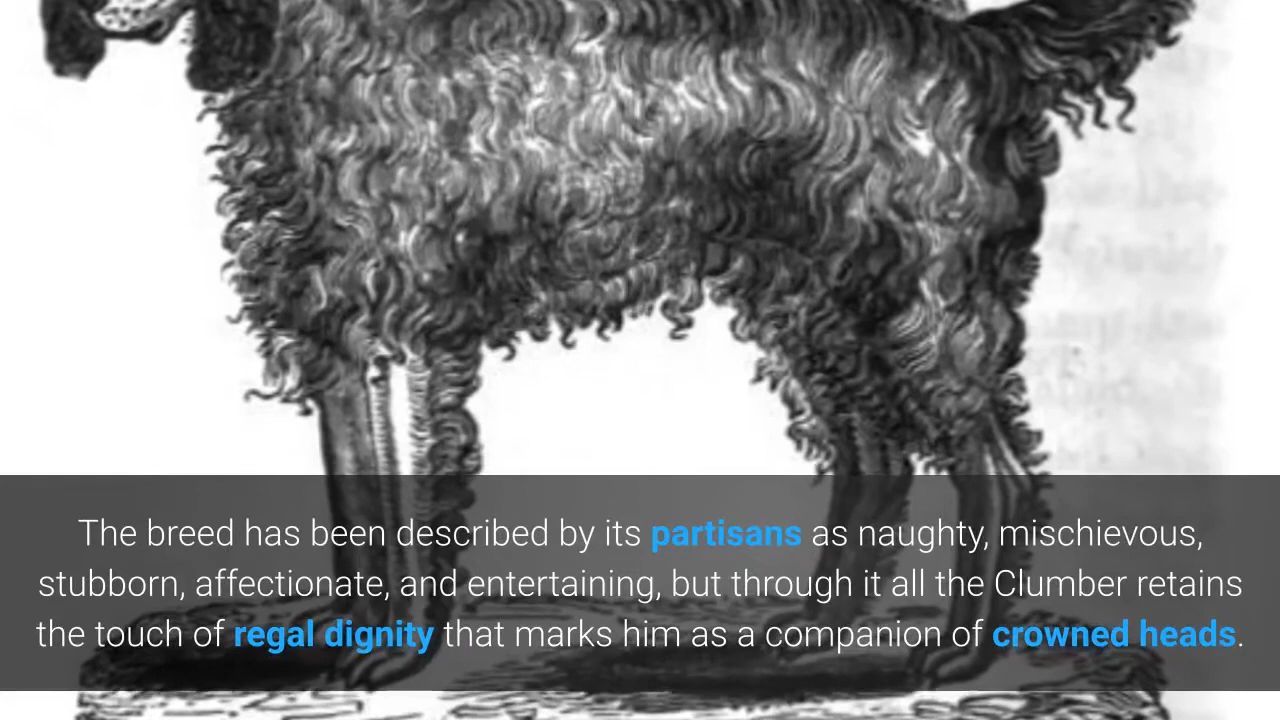 The breed has been described by its partisans as naughty, mischievous,
stubborn, affectionate, and entertaining, but through it all the Clumber retains
the touch of regal dignity that marks him as a companion of crowned heads.